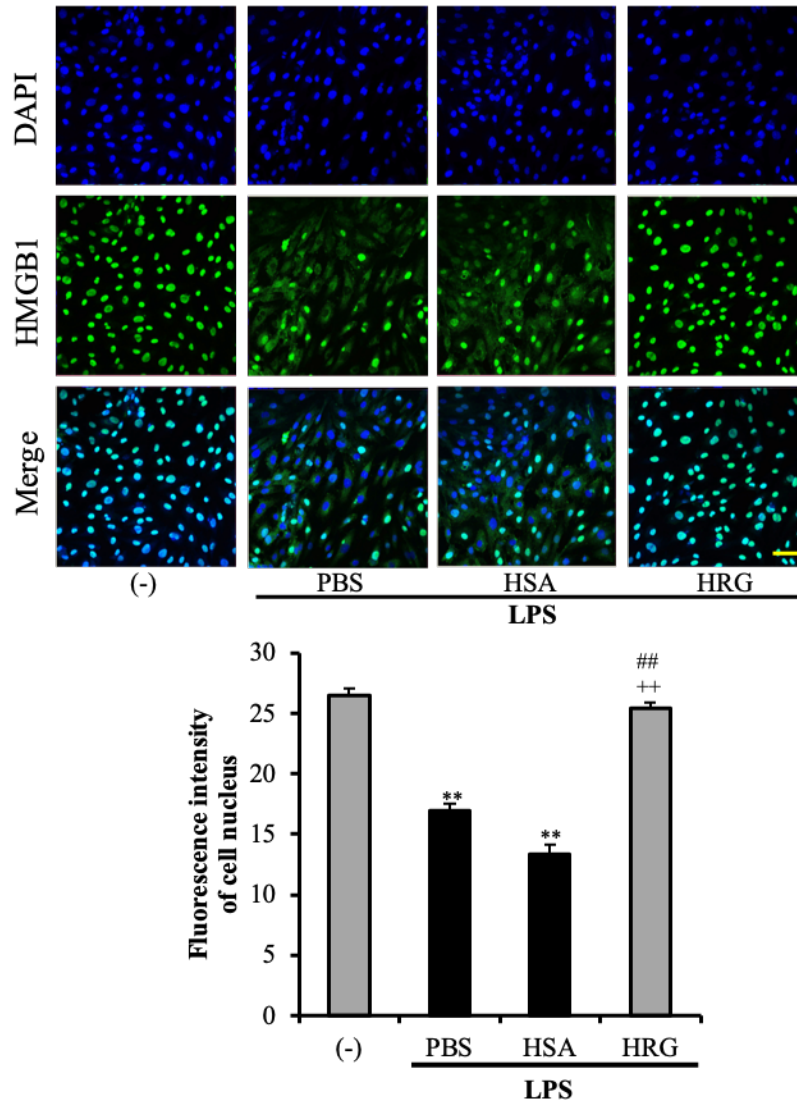 DAPI
HMGB1
Merge
(-) PBS HSA HRG
LPS
Fluorescence intensity
of cell nucleus
30
25
20
15
10
5
0
**
**
##
++
(-) PBS HSA HRG
LPS